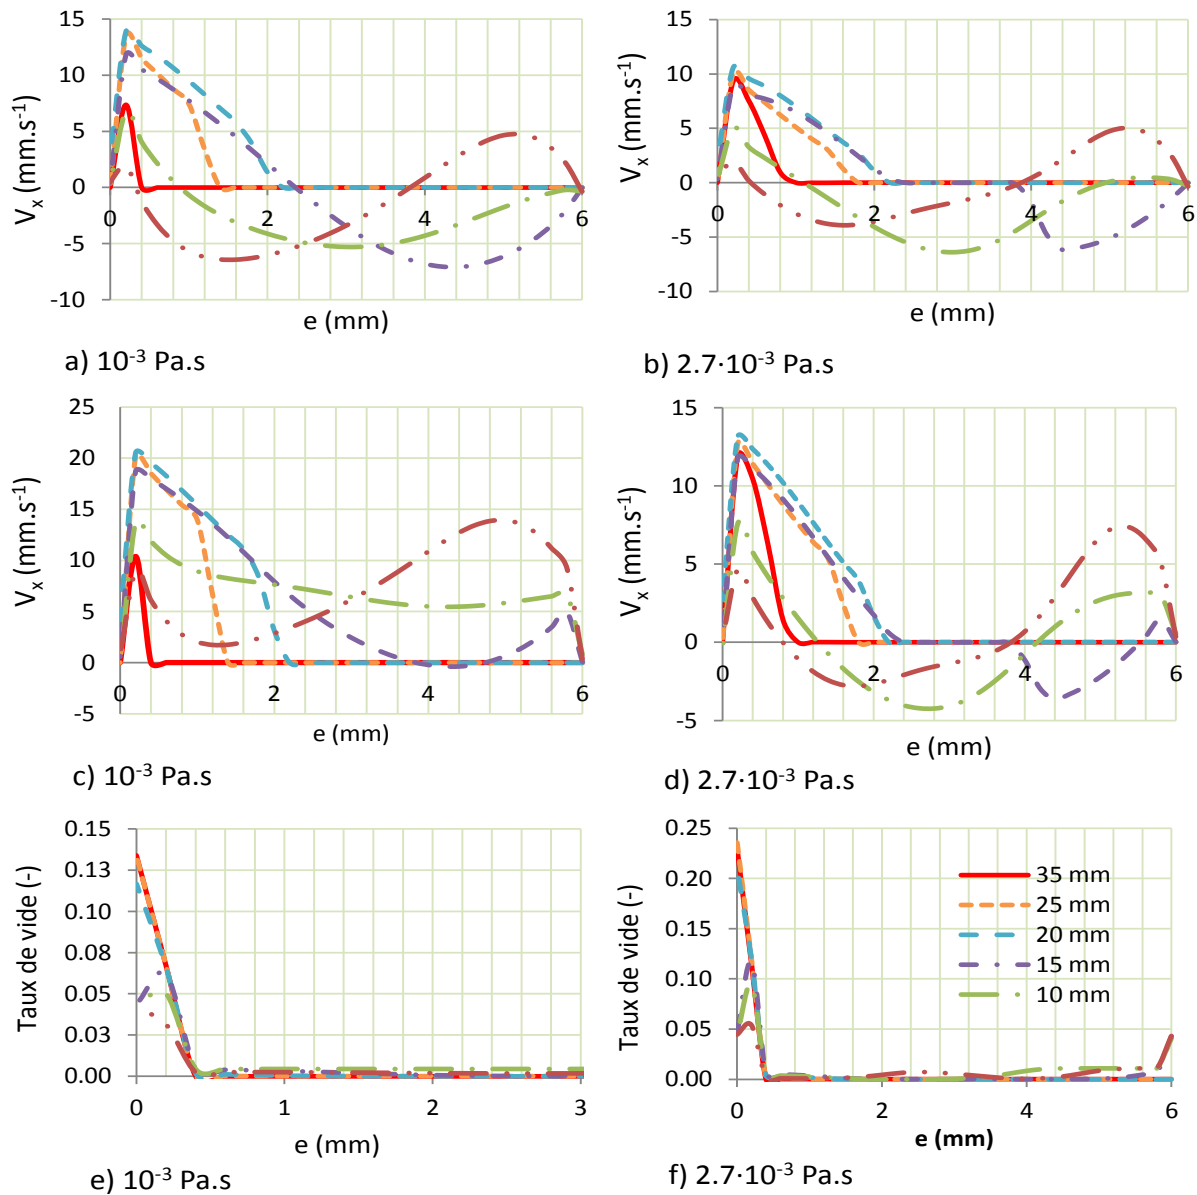 15
10
5
0
-5
-10
V_x (mm.s⁻¹)
0 2 4 6
e (mm)
a) 10⁻³ Pa.s
15
10
5
0
-5
-10
V_x (mm.s⁻¹)
0 2 4 6
e (mm)
b) 2.7·10⁻³ Pa.s
25
20
15
10
5
0
-5
V_x (mm.s⁻¹)
0 2 4 6
e (mm)
c) 10⁻³ Pa.s
15
10
5
0
-5
V_x (mm.s⁻¹)
0 2 4 6
e (mm)
d) 2.7·10⁻³ Pa.s
0.15
0.13
0.10
0.08
0.05
0.03
0.00
Taux de vide (-)
0 1 2 3
e (mm)
e) 10⁻³ Pa.s
0.25
0.20
0.15
0.10
0.05
0.00
Taux de vide (-)
35 mm
25 mm
20 mm
15 mm
10 mm
0 2 4 6
e (mm)
f) 2.7·10⁻³ Pa.s